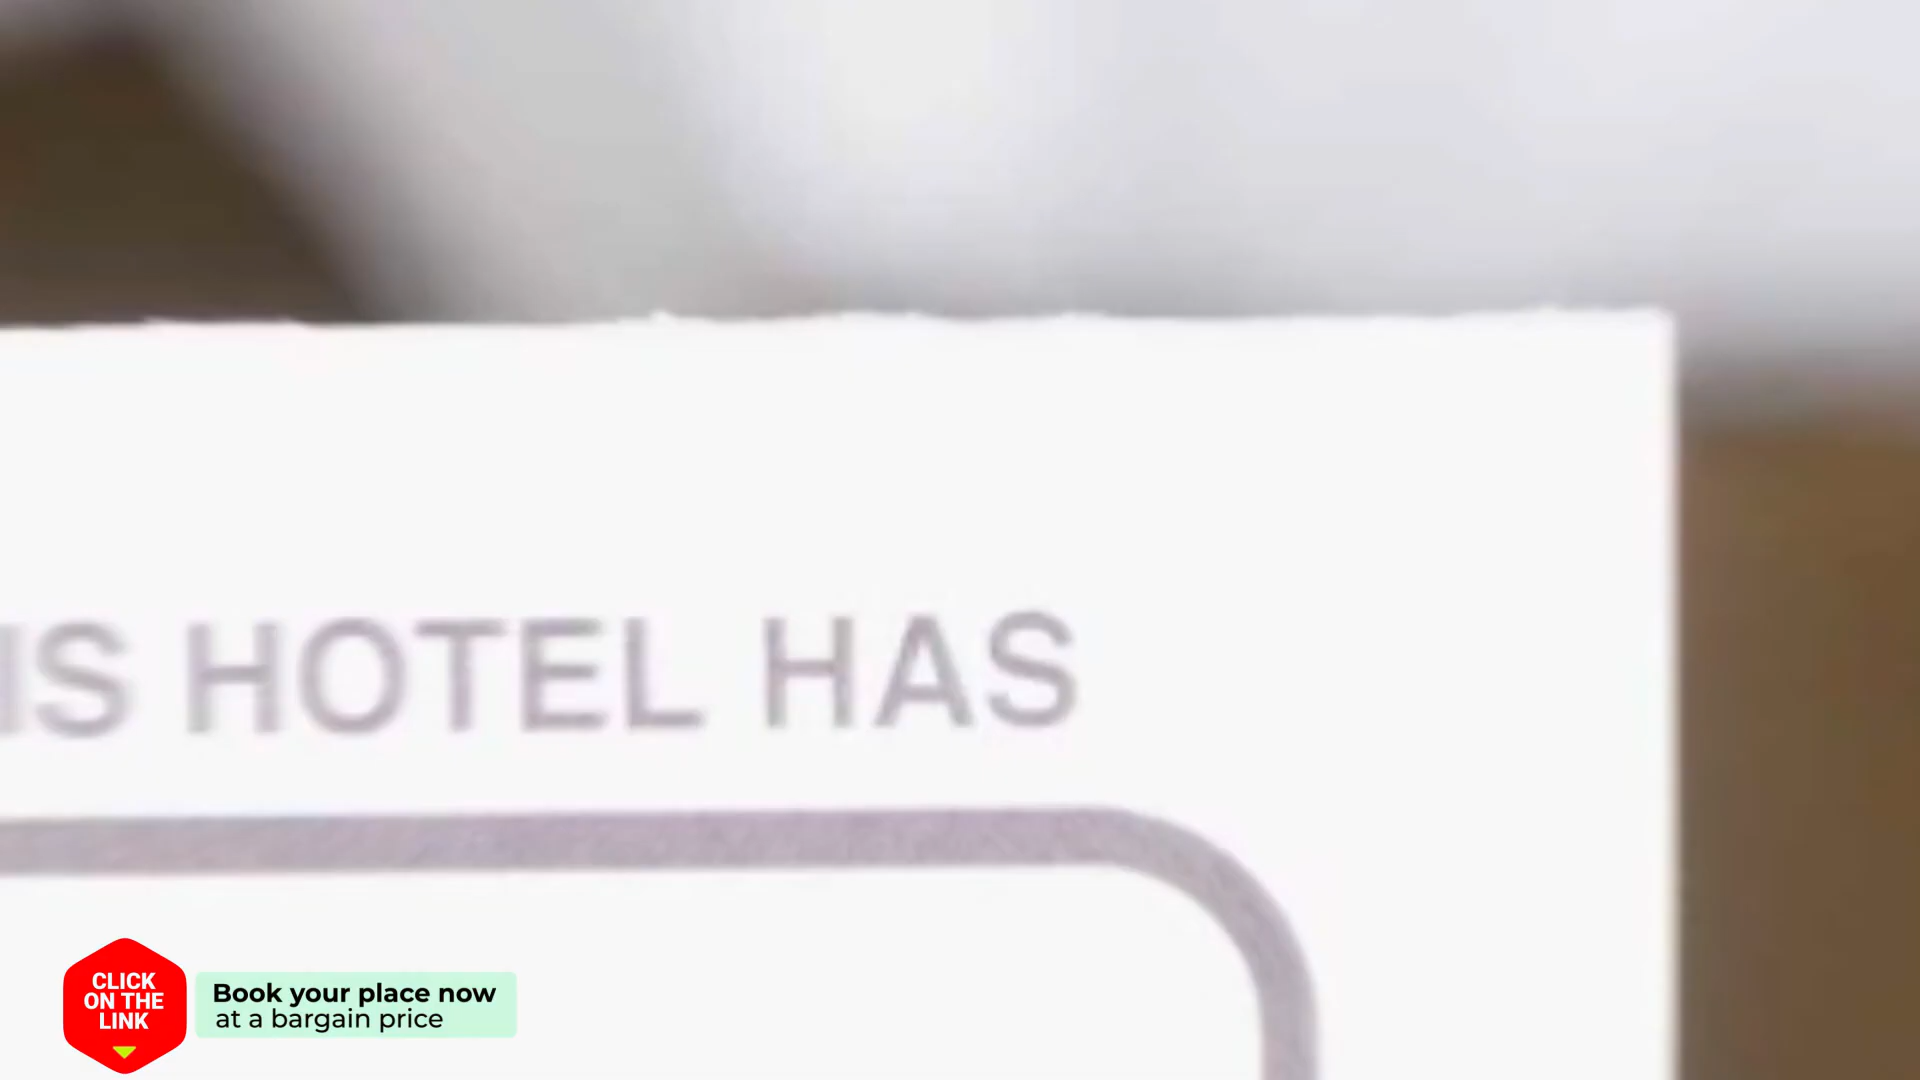 IS HOTEL HAS
CLICK
ON THE
LINK
Book your place now
at a bargain price